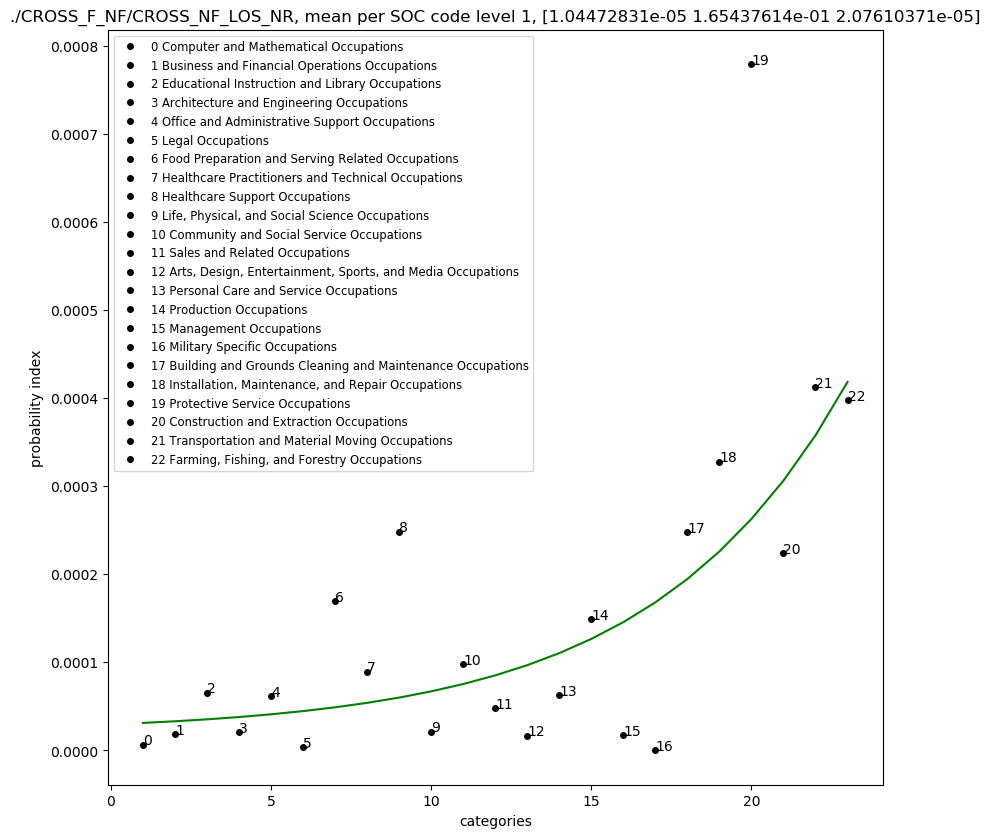 ./CROSS_F_NF/CROSS_NF_LOS_NR, mean per SOC code level 1, [1.04472831e-05 1.65437614e-01 2.07610371e-05]
0 Computer and Mathematical Occupations
1 Business and Financial Operations Occupations
2 Educational Instruction and Library Occupations
3 Architecture and Engineering Occupations
4 Office and Administrative Support Occupations
5 Legal Occupations
6 Food Preparation and Serving Related Occupations
7 Healthcare Practitioners and Technical Occupations
8 Healthcare Support Occupations
9 Life, Physical, and Social Science Occupations
10 Community and Social Service Occupations
11 Sales and Related Occupations
12 Arts, Design, Entertainment, Sports, and Media Occupations
13 Personal Care and Service Occupations
14 Production Occupations
15 Management Occupations
16 Military Specific Occupations
17 Building and Grounds Cleaning and Maintenance Occupations
18 Installation, Maintenance, and Repair Occupations
19 Protective Service Occupations
20 Construction and Extraction Occupations
21 Transportation and Material Moving Occupations
22 Farming, Fishing, and Forestry Occupations
probability index
0.0008
0.0007
0.0006
0.0005
0.0004
0.0003
0.0002
0.0001
0.0000
0
1
2
3
4
5
6
7
8
9
10
11
12
13
14
15
16
17
18
19
20
21
22
0
5
10
15
20
categories